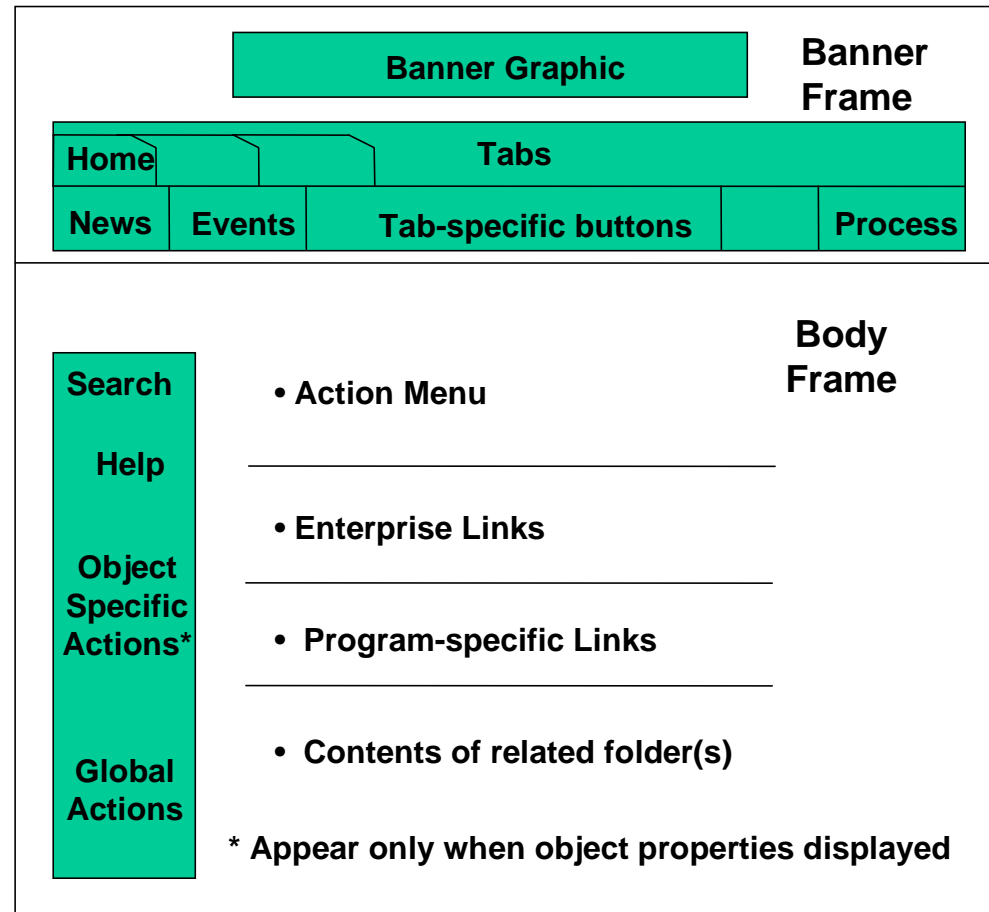 Banner Graphic
Banner
Frame
Home
Tabs
News
Events
Tab-specific buttons
Process
Body
Frame
Search
Help
Object
Specific
Actions*
Global
Actions
• Action Menu
• Enterprise Links
• Program-specific Links
• Contents of related folder(s)
* Appear only when object properties displayed